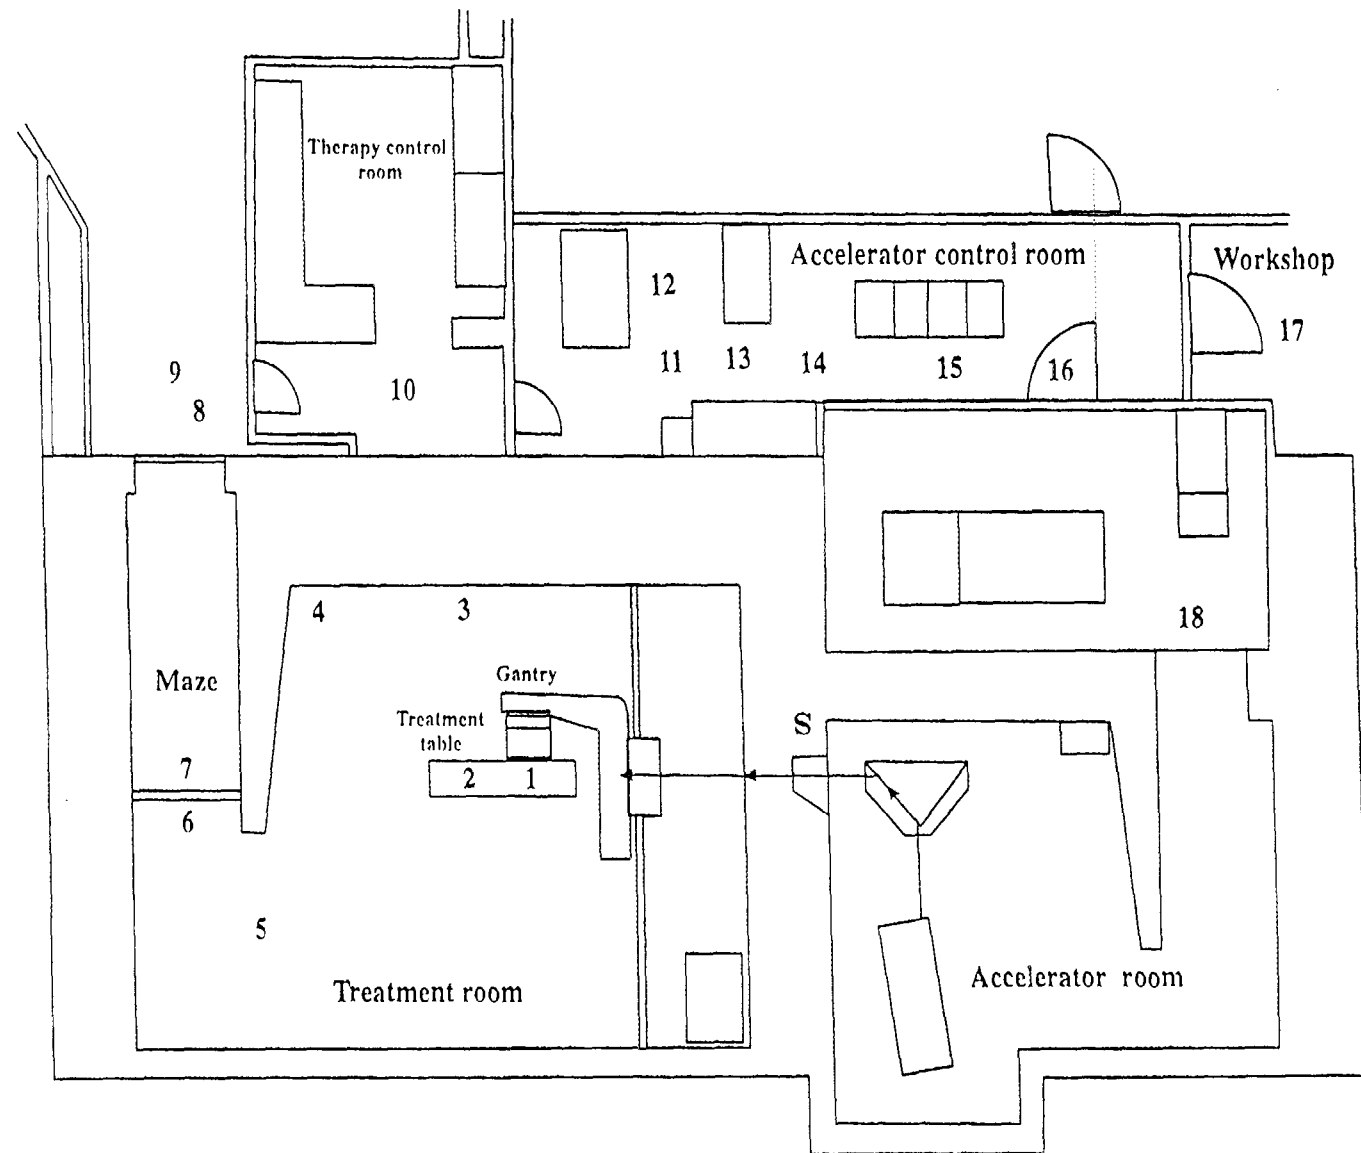 Therapy control
room
Accelerator control room
Workshop
12
17
11
13
14
15
16
9
8
10
4
3
18
Maze
Gantry
Treatment
table
S
7
2
1
6
5
Treatment room
Accelerator room